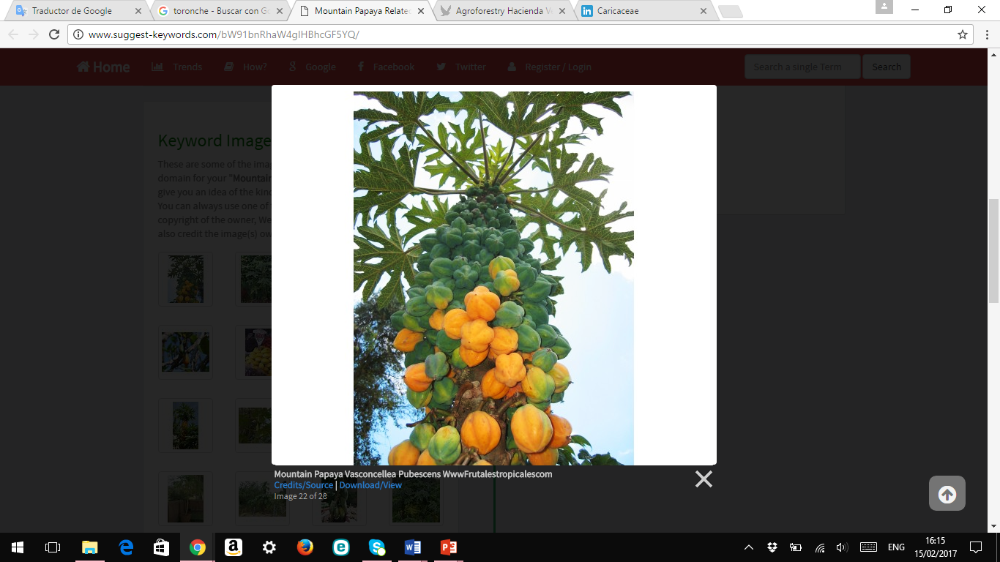 Traductor de Google
toronche - Buscar con Go
Mountain Papaya Relate
Agroforestry Hacienda V
Caricaceae
www.suggest-keywords.com/bW91bnRhaW4gIHBhcGF5YQ/
Home
Trends
How?
Google
Facebook
Twitter
Register / Login
Search a single Term
Search
Keyword Image
These are some of the imag
domain for your "Mountain
give you an idea of the kind
You can always use one of
copyright of the owner, We
also credit the image(s) ow
Mountain Papaya Vasconcellea Pubescens WwwFrutalestropicalescom
Credits/Source | Download/View
Image 22 of 28
ENG
16:15
15/02/2017